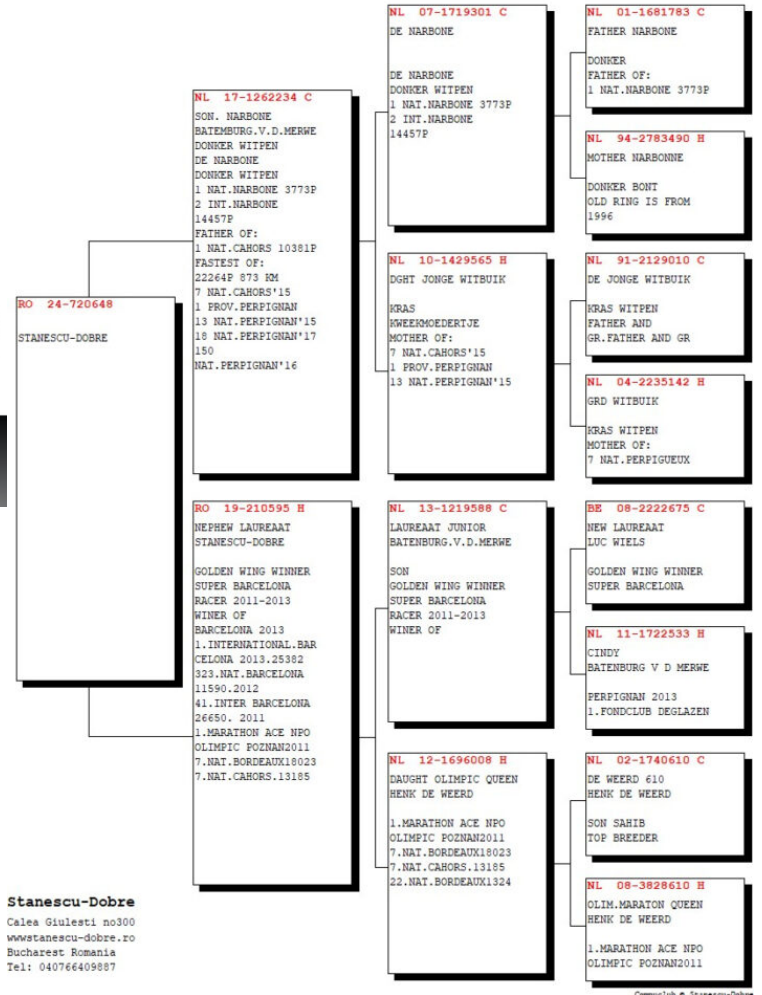 RO 24-720648
STANESCU-DOBRE
NL 17-1262234 C
SON. NARBONE
BATEMBURG.V.D.MERWE
DONKER WITPEN
DE NARBONE
DONKER WITPEN
1 NAT.NARBONE 3773P
2 INT.NARBONE
14457P
FATHER OF:
1 NAT.CAHORS 10381P
FASTEST OF:
22264P 873 KM
7 NAT.CAHORS'15
1 PROV.PERPIGNAN
13 NAT.PERPIGNAN'15
18 NAT.PERPIGNAN'17
150
NAT.PERPIGNAN'16
RO 19-210595 H
NEPHEW LAUREAAT
STANESCU-DOBRE
GOLDEN WING WINNER
SUPER BARCELONA
RACER 2011-2013
WINER OF
BARCELONA 2013
1.INTERNATIONAL.BAR
CELONA 2013.25382
323.NAT.BARCELONA
11590.2012
41.INTER BARCELONA
26650. 2011
1.MARATHON ACE NPO
OLIMPIC POZNAN2011
7.NAT.BORDEAUX18023
7.NAT.CAHORS.13185
NL 07-1719301 C
DE NARBONE
DE NARBONE
DONKER WITPEN
1 NAT.NARBONE 3773P
2 INT.NARBONE
14457P
NL 10-1429565 H
DGHT JONGE WITBUIK
KRAS
KWEEKMOEDERTJE
MOTHER OF:
7 NAT.CAHORS'15
1 PROV.PERPIGNAN
13 NAT.PERPIGNAN'15
NL 13-1219588 C
LAUREAAT JUNIOR
BATENBURG.V.D.MERWE
SON
GOLDEN WING WINNER
SUPER BARCELONA
RACER 2011-2013
WINER OF
NL 12-1696008 H
DAUGHT OLIMPIC QUEEN
HENK DE WEERD
1.MARATHON ACE NPO
OLIMPIC POZNAN2011
7.NAT.BORDEAUX18023
7.NAT.CAHORS.13185
22.NAT.BORDEAUX1324
NL 01-1681783 C
FATHER NARBONE
DONKER
FATHER OF:
1 NAT.NARBONE 3773P
NL 94-2783490 H
MOTHER NARBONNE
DONKER BONT
OLD RING IS FROM
1996
NL 91-2129010 C
DE JONGE WITBUIK
KRAS WITPEN
FATHER AND
GR.FATHER AND GR
NL 04-2235142 H
GRD WITBUIK
KRAS WITPEN
MOTHER OF:
7 NAT.PERPIGUEUX
BE 08-2222675 C
NEW LAUREAAT
LUC WIELS
GOLDEN WING WINNER
SUPER BARCELONA
NL 11-1722533 H
CINDY
BATENBURG V D MERWE
PERPIGNAN 2013
1.FONDCLUB DEGLAZEN
NL 02-1740610 C
DE WEERD 610
HENK DE WEERD
SON SAHIB
TOP BREEDER
NL 08-3828610 H
OLIM.MARATON QUEEN
HENK DE WEERD
1.MARATHON ACE NPO
OLIMPIC POZNAN2011
Stanescu-Dobre
Calea Giulesti no300
wwwstanescu-dobre.ro
Bucharest Romania
Tel: 040766409887
Compuclub © Stanescu-Dobre